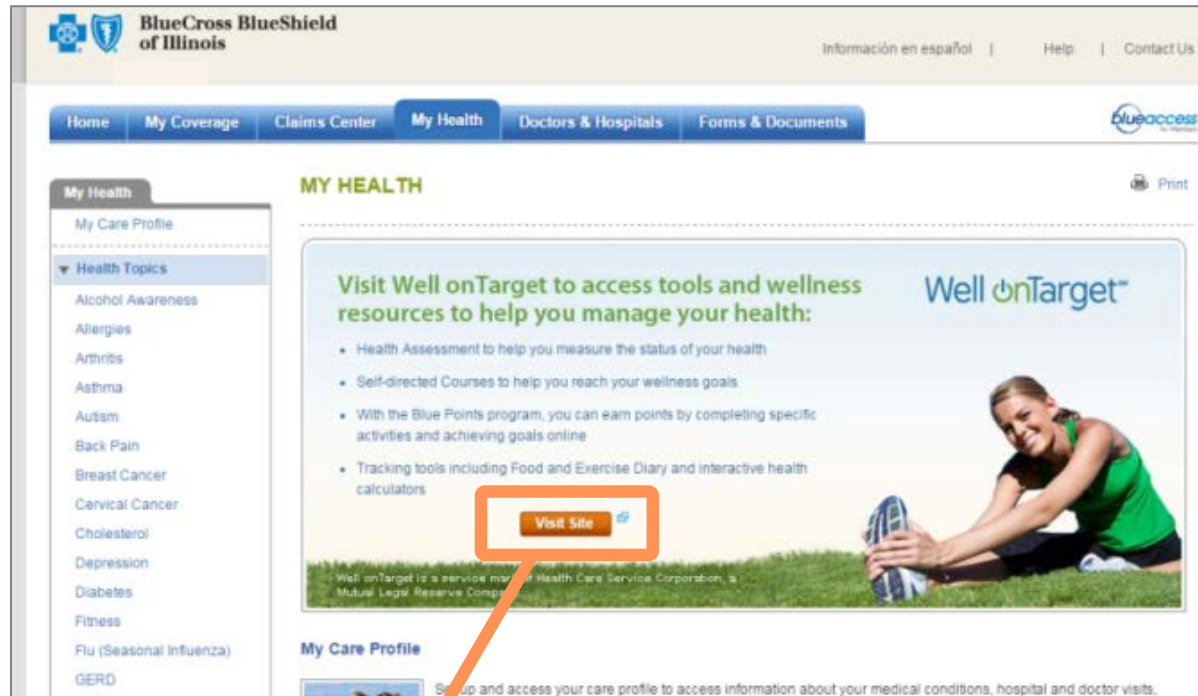 BlueCross BlueShield
of Illinois
Información en español | Help | Contact Us
Home My Coverage Claims Center My Health Doctors & Hospitals Forms & Documents
blueaccess
My Health
My Care Profile
Health Topics
Alcohol Awareness
Allergies
Arthritis
Asthma
Autism
Back Pain
Breast Cancer
Cervical Cancer
Cholesterol
Depression
Diabetes
Fitness
Flu (Seasonal Influenza)
GERD
MY HEALTH
Print
Visit Well onTarget to access tools and wellness
resources to help you manage your health:
Well onTarget℠
• Health Assessment to help you measure the status of your health
• Self-directed Courses to help you reach your wellness goals
• With the Blue Points program, you can earn points by completing specific
activities and achieving goals online
• Tracking tools including Food and Exercise Diary and interactive health
calculators
Visit Site
Well onTarget is a service mark of Health Care Service Corporation, a
Mutual Legal Reserve
My Care Profile
up and access your care profile to access information about your medical conditions, hospital and doctor visits,